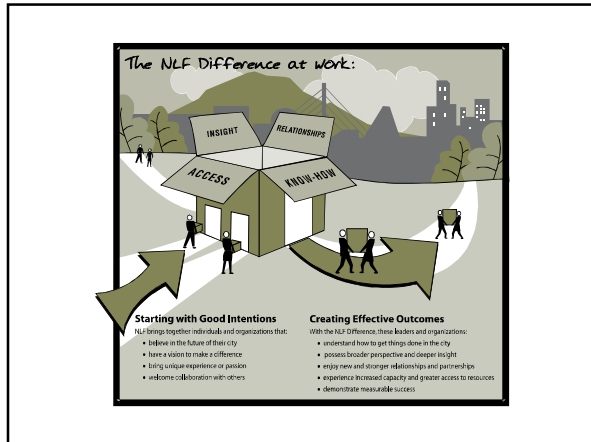 The NLF Difference at work:
INSIGHT
RELATIONSHIPS
ACCESS
KNOW-HOW
Starting with Good Intentions
NLF brings together individuals and organizations that:
• believe in the future of their city
• have a vision to make a difference
• bring unique experience or passion
• welcome collaboration with others
Creating Effective Outcomes
With the NLF Difference, these leaders and organizations:
• understand how to get things done in the city
• possess broader perspective and deeper insight
• enjoy new and stronger relationships and partnerships
• experience increased capacity and greater access to resources
• demonstrate measurable success